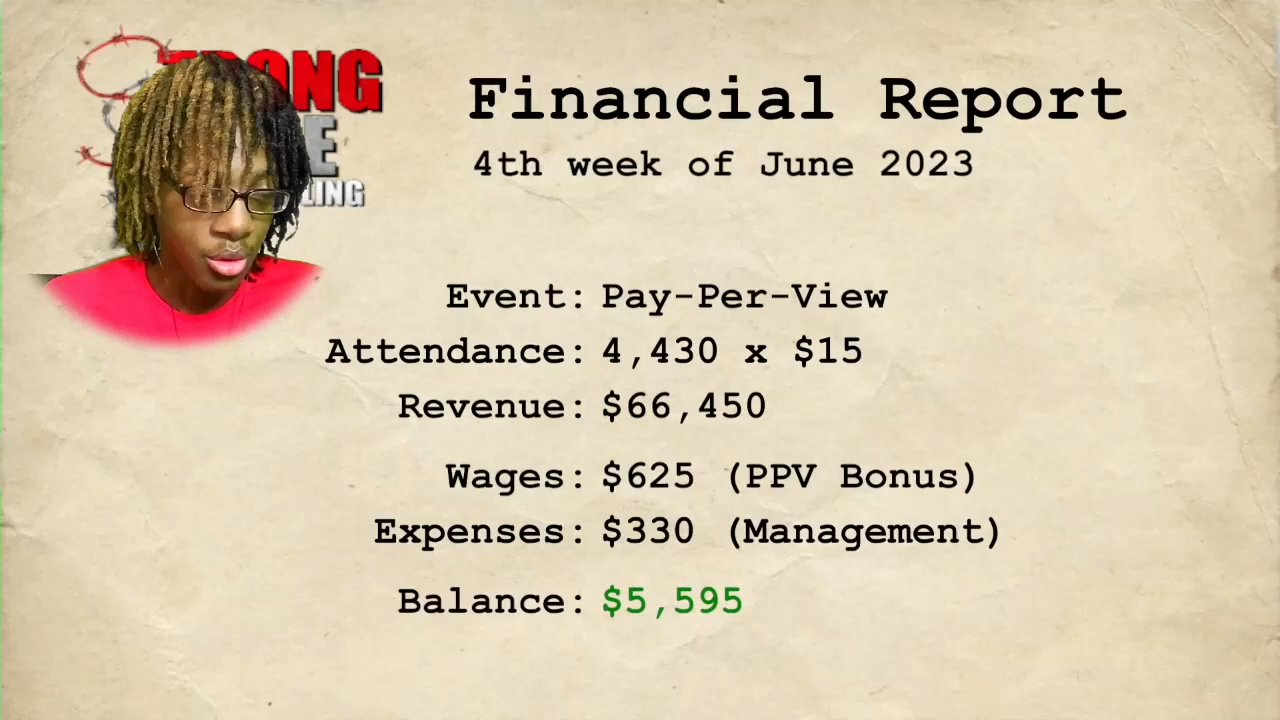 Financial Report
4th week of June 2023
Event: Pay-Per-View
Attendance: 4,430 x $15
Revenue: $66,450
Wages: $625 (PPV Bonus)
Expenses: $330 (Management)
Balance: $5,595